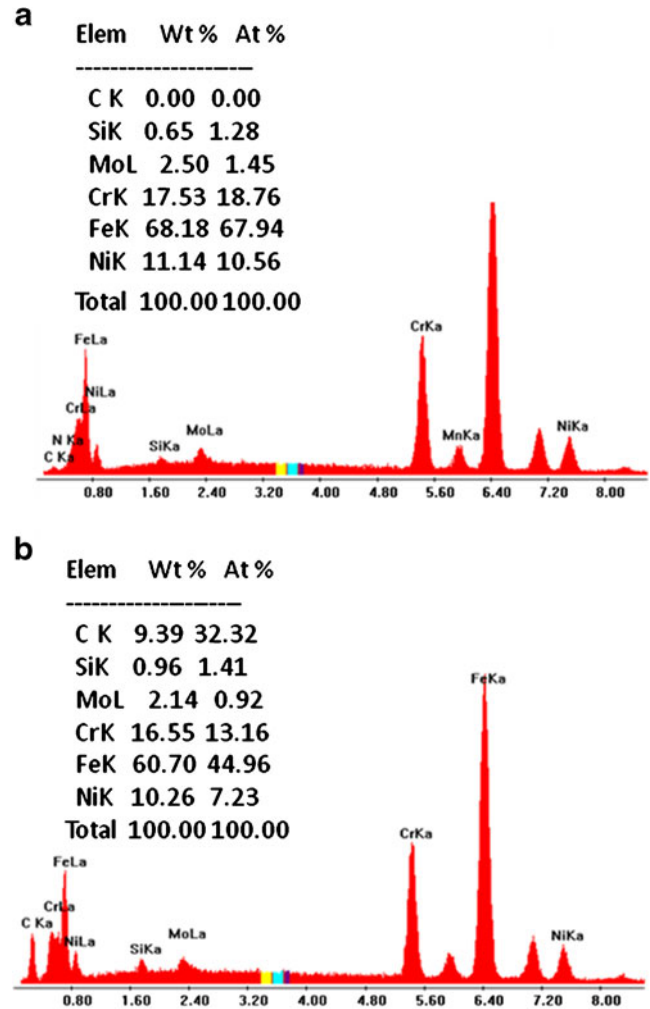 a
Elem Wt % At %
---------------------
C K 0.00 0.00
SiK 0.65 1.28
MoL 2.50 1.45
CrK 17.53 18.76
FeK 68.18 67.94
NiK 11.14 10.56
Total 100.00 100.00
FeLa
NiLa
CrLa
N Ka
C Ka
SiKa
MoLa
CrKa
MnKa
NiKa
0.80 1.60 2.40 3.20 4.00 4.80 5.60 6.40 7.20 8.00
b
Elem Wt % At %
---------------------
C K 9.39 32.32
SiK 0.96 1.41
MoL 2.14 0.92
CrK 16.55 13.16
FeK 60.70 44.96
NiK 10.26 7.23
Total 100.00 100.00
FeLa
CrLa
C Ka
NiLa
SiKa
MoLa
CrKa
FeKa
NiKa
0.80 1.60 2.40 3.20 4.00 4.80 5.60 6.40 7.20 8.00